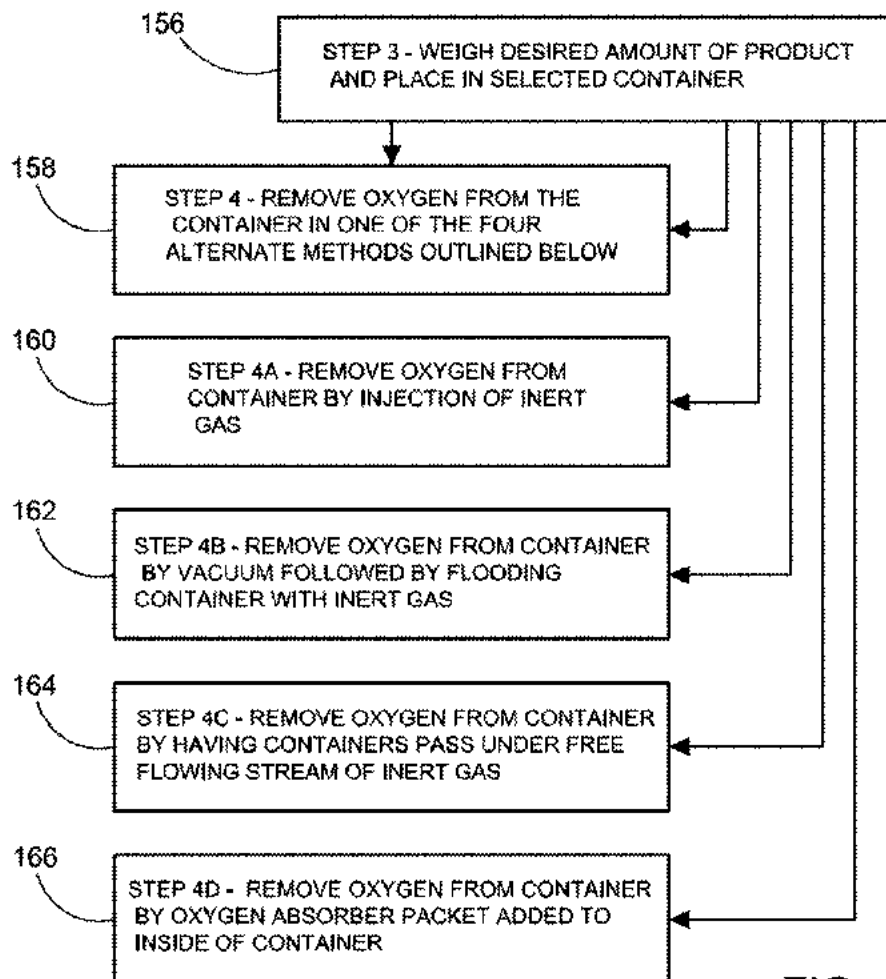 156
STEP 3 - WEIGH DESIRED AMOUNT OF PRODUCT
AND PLACE IN SELECTED CONTAINER
158
STEP 4 - REMOVE OXYGEN FROM THE
CONTAINER IN ONE OF THE FOUR
ALTERNATE METHODS OUTLINED BELOW
160
STEP 4A - REMOVE OXYGEN FROM
CONTAINER BY INJECTION OF INERT
GAS
162
STEP 4B - REMOVE OXYGEN FROM CONTAINER
BY VACUUM FOLLOWED BY FLOODING
CONTAINER WITH INERT GAS
164
STEP 4C - REMOVE OXYGEN FROM CONTAINER
BY HAVING CONTAINERS PASS UNDER FREE
FLOWING STREAM OF INERT GAS
166
STEP 4D - REMOVE OXYGEN FROM CONTAINER
BY OXYGEN ABSORBER PACKET ADDED TO
INSIDE OF CONTAINER